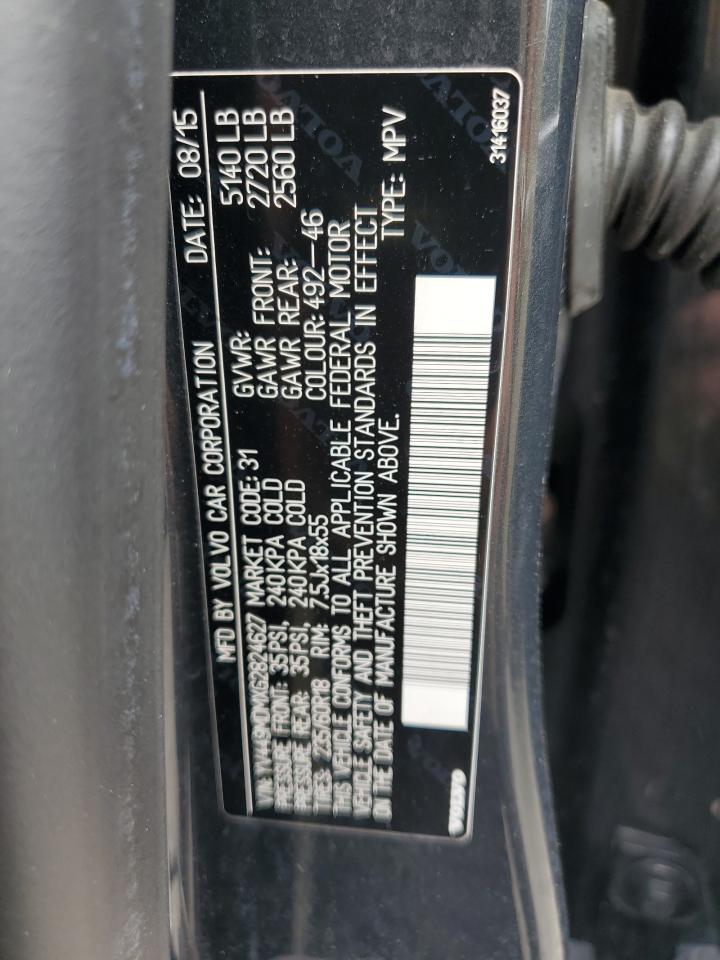 MFD BY VOLVO CAR CORPORATION DATE: 08/15
VIN: MARKET CODE: 31 GVWR: 5140 LB
PRESSURE FRONT: 35PSI, 240KPA COLD GAWR FRONT: 2720 LB
PRESSURE REAR: 35PSI, 240KPA COLD GAWR REAR: 2560 LB
TIRES: 235/60R18 RIM: 7.5Jx18x55 COLOUR: 492-46
THIS VEHICLE CONFORMS TO ALL APPLICABLE FEDERAL MOTOR
VEHICLE SAFETY AND THEFT PREVENTION STANDARDS IN EFFECT
ON THE DATE OF MANUFACTURE SHOWN ABOVE. TYPE: MPV
VOLVO 31416037